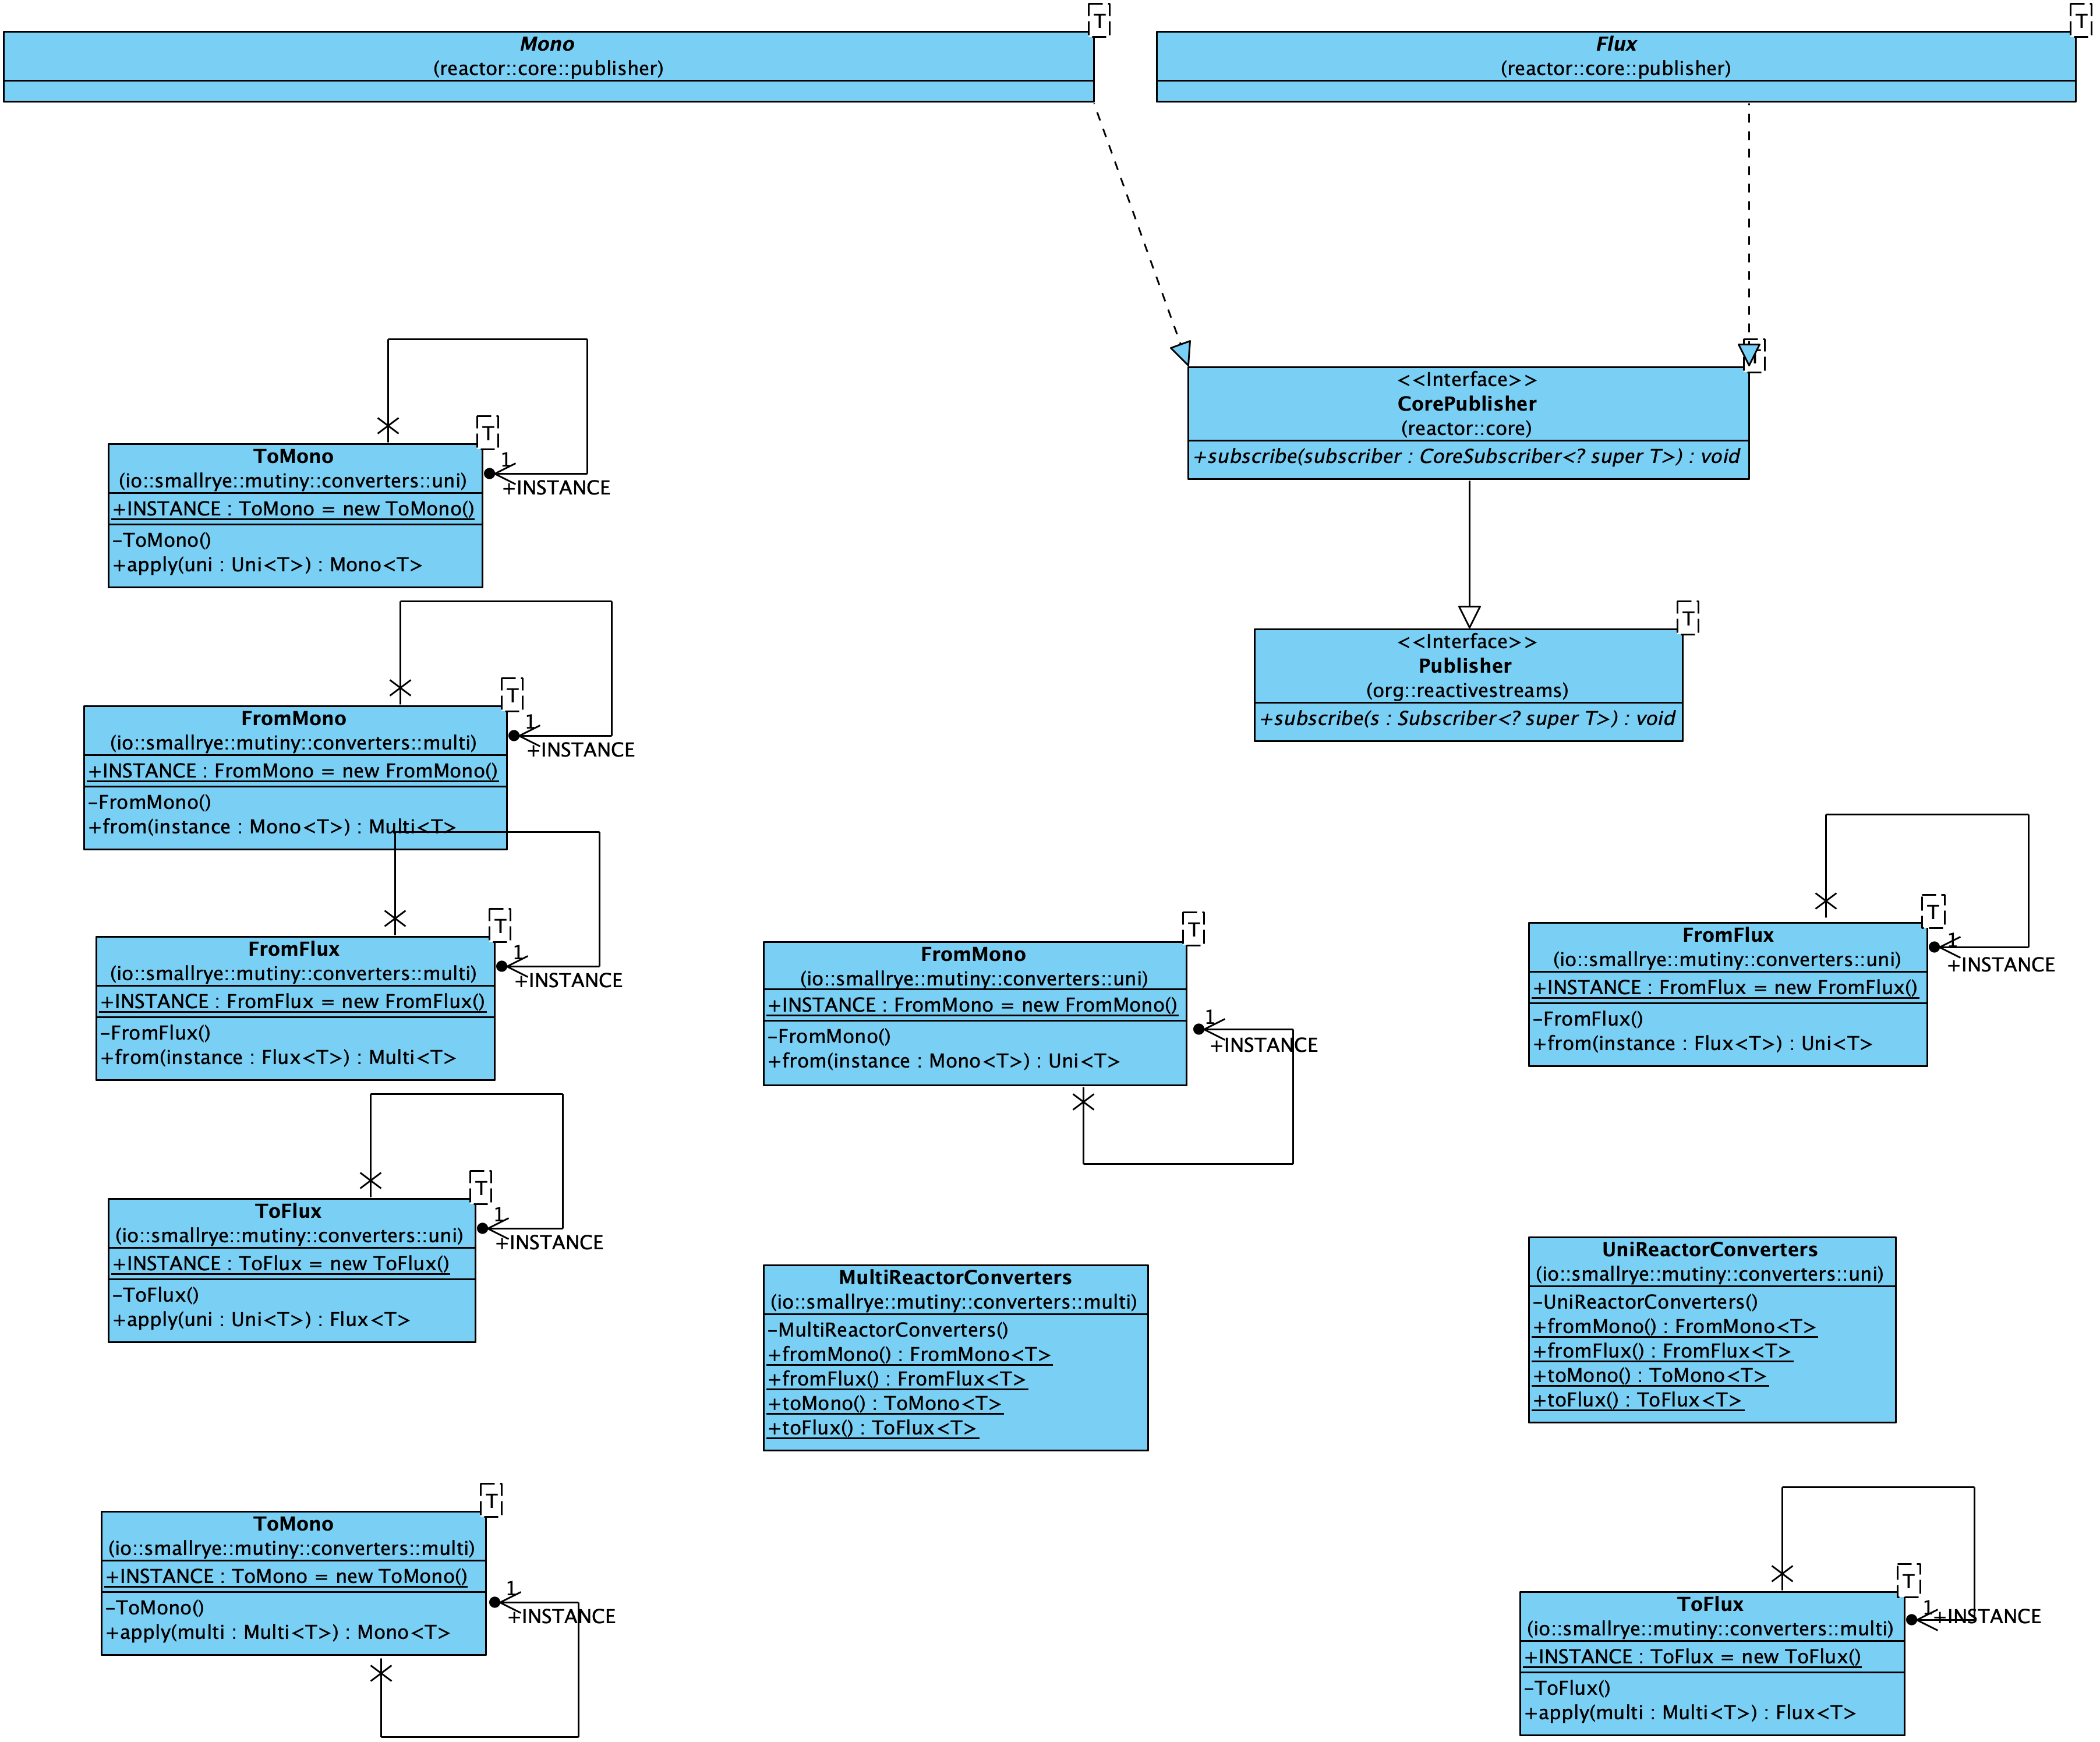 T
Mono
(reactor::core::publisher)
T
Flux
(reactor::core::publisher)
<<Interface>>
CorePublisher
(reactor::core)
+subscribe(subscriber : CoreSubscriber<? super T>) : void
T
ToMono
(io::smallrye::mutiny::converters::uni)
+INSTANCE : ToMono = new ToMono()
-ToMono()
+apply(uni : Uni<T>) : Mono<T>
1
+INSTANCE
T
<<Interface>>
Publisher
(org::reactivestreams)
+subscribe(s : Subscriber<? super T>) : void
T
FromMono
(io::smallrye::mutiny::converters::multi)
+INSTANCE : FromMono = new FromMono()
-FromMono()
+from(instance : Mono<T>) : Multi<T>
1
+INSTANCE
T
FromFlux
(io::smallrye::mutiny::converters::multi)
+INSTANCE : FromFlux = new FromFlux()
-FromFlux()
+from(instance : Flux<T>) : Multi<T>
1
+INSTANCE
T
FromMono
(io::smallrye::mutiny::converters::uni)
+INSTANCE : FromMono = new FromMono()
-FromMono()
+from(instance : Mono<T>) : Uni<T>
1
+INSTANCE
T
FromFlux
(io::smallrye::mutiny::converters::uni)
+INSTANCE : FromFlux = new FromFlux()
-FromFlux()
+from(instance : Flux<T>) : Uni<T>
1
+INSTANCE
T
ToFlux
(io::smallrye::mutiny::converters::uni)
+INSTANCE : ToFlux = new ToFlux()
-ToFlux()
+apply(uni : Uni<T>) : Flux<T>
1
+INSTANCE
MultiReactorConverters
(io::smallrye::mutiny::converters::multi)
-MultiReactorConverters()
+fromMono() : FromMono<T>
+fromFlux() : FromFlux<T>
+toMono() : ToMono<T>
+toFlux() : ToFlux<T>
UniReactorConverters
(io::smallrye::mutiny::converters::uni)
-UniReactorConverters()
+fromMono() : FromMono<T>
+fromFlux() : FromFlux<T>
+toMono() : ToMono<T>
+toFlux() : ToFlux<T>
T
ToMono
(io::smallrye::mutiny::converters::multi)
+INSTANCE : ToMono = new ToMono()
-ToMono()
+apply(multi : Multi<T>) : Mono<T>
1
+INSTANCE
T
ToFlux
(io::smallrye::mutiny::converters::multi)
+INSTANCE : ToFlux = new ToFlux()
-ToFlux()
+apply(multi : Multi<T>) : Flux<T>
1
+INSTANCE